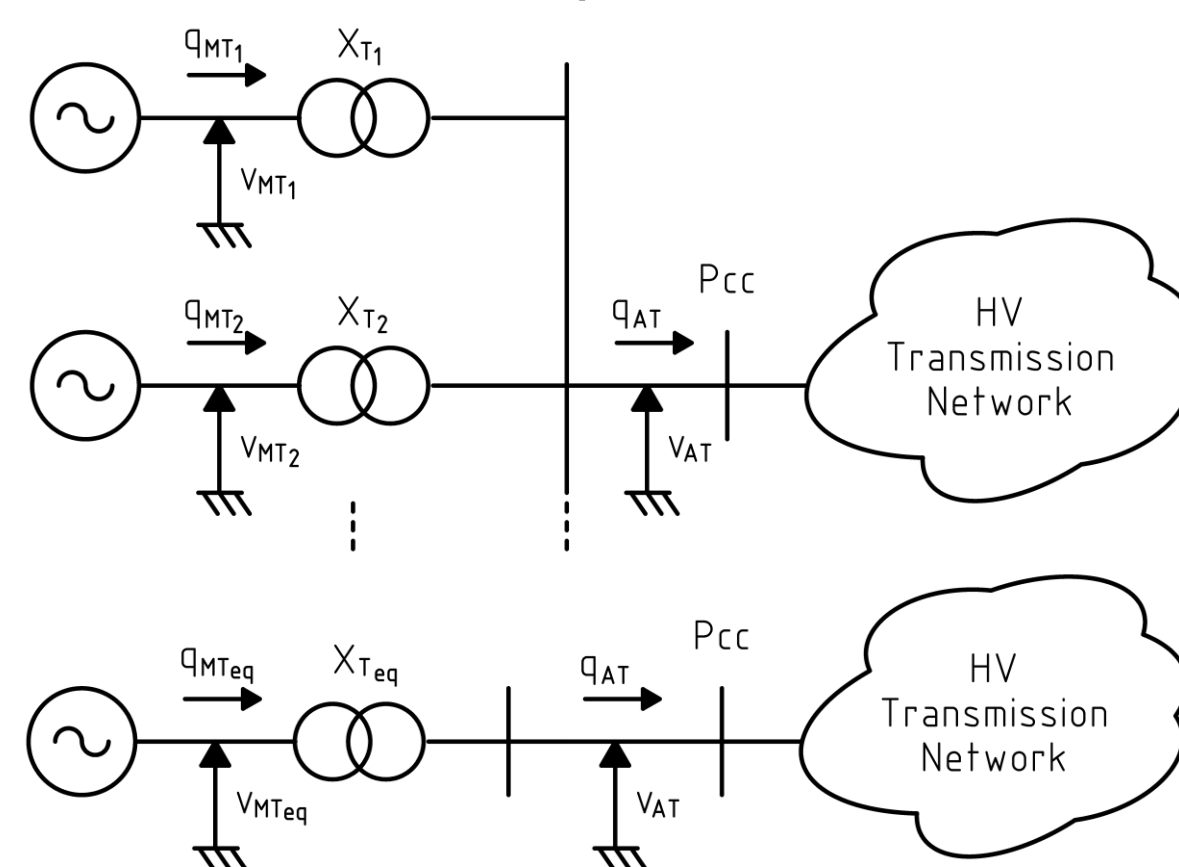 qMT1
XT1
VMT1
qMT2
XT2
qAT
Pcc
VMT2
VAT
HV
Transmission
Network
qMTeq
XTeq
qAT
Pcc
VMTeq
VAT
HV
Transmission
Network